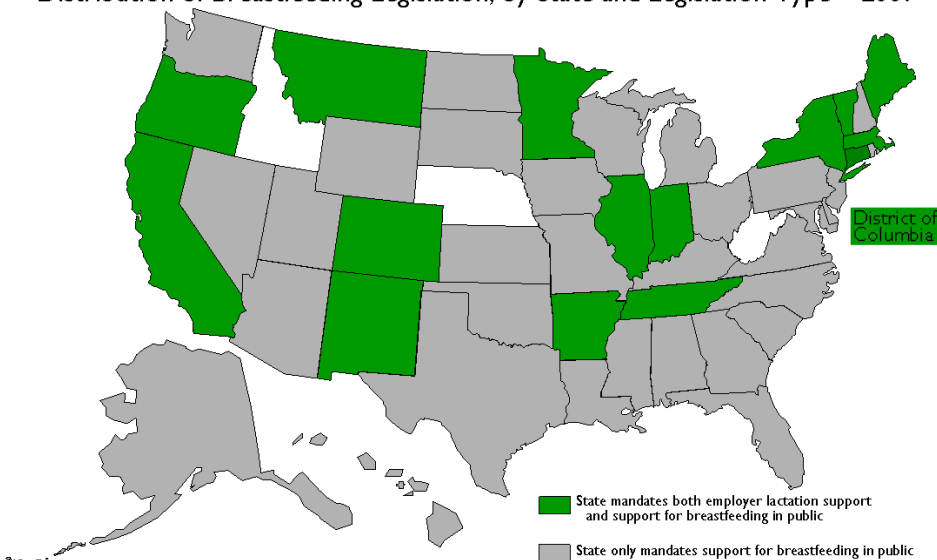 District of
Columbia
State mandates both employer lactation support
and support for breastfeeding in public
State only mandates support for breastfeeding in public